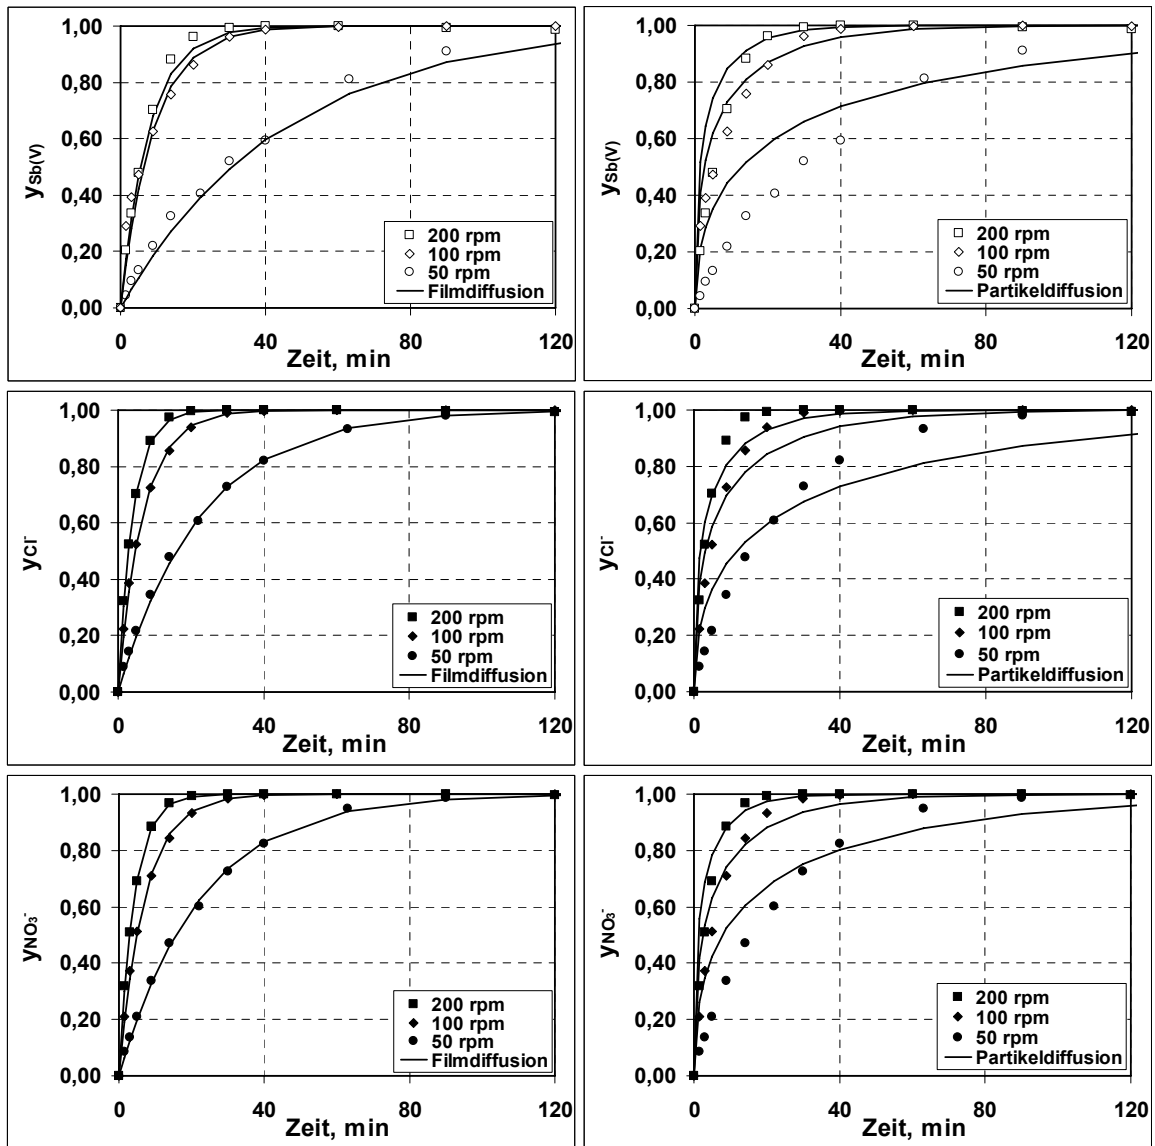 1,00
0,80
0,60
0,40
0,20
0,00
ySb(V)
0
40
80
120
Zeit, min
200 rpm
100 rpm
50 rpm
Filmdiffusion
1,00
0,80
0,60
0,40
0,20
0,00
ySb(V)
0
40
80
120
Zeit, min
200 rpm
100 rpm
50 rpm
Partikeldiffusion
1,00
0,80
0,60
0,40
0,20
0,00
yCl⁻
0
40
80
120
Zeit, min
200 rpm
100 rpm
50 rpm
Filmdiffusion
1,00
0,80
0,60
0,40
0,20
0,00
yCl⁻
0
40
80
120
Zeit, min
200 rpm
100 rpm
50 rpm
Partikeldiffusion
1,00
0,80
0,60
0,40
0,20
0,00
yNO₃⁻
0
40
80
120
Zeit, min
200 rpm
100 rpm
50 rpm
Filmdiffusion
1,00
0,80
0,60
0,40
0,20
0,00
yNO₃⁻
0
40
80
120
Zeit, min
200 rpm
100 rpm
50 rpm
Partikeldiffusion